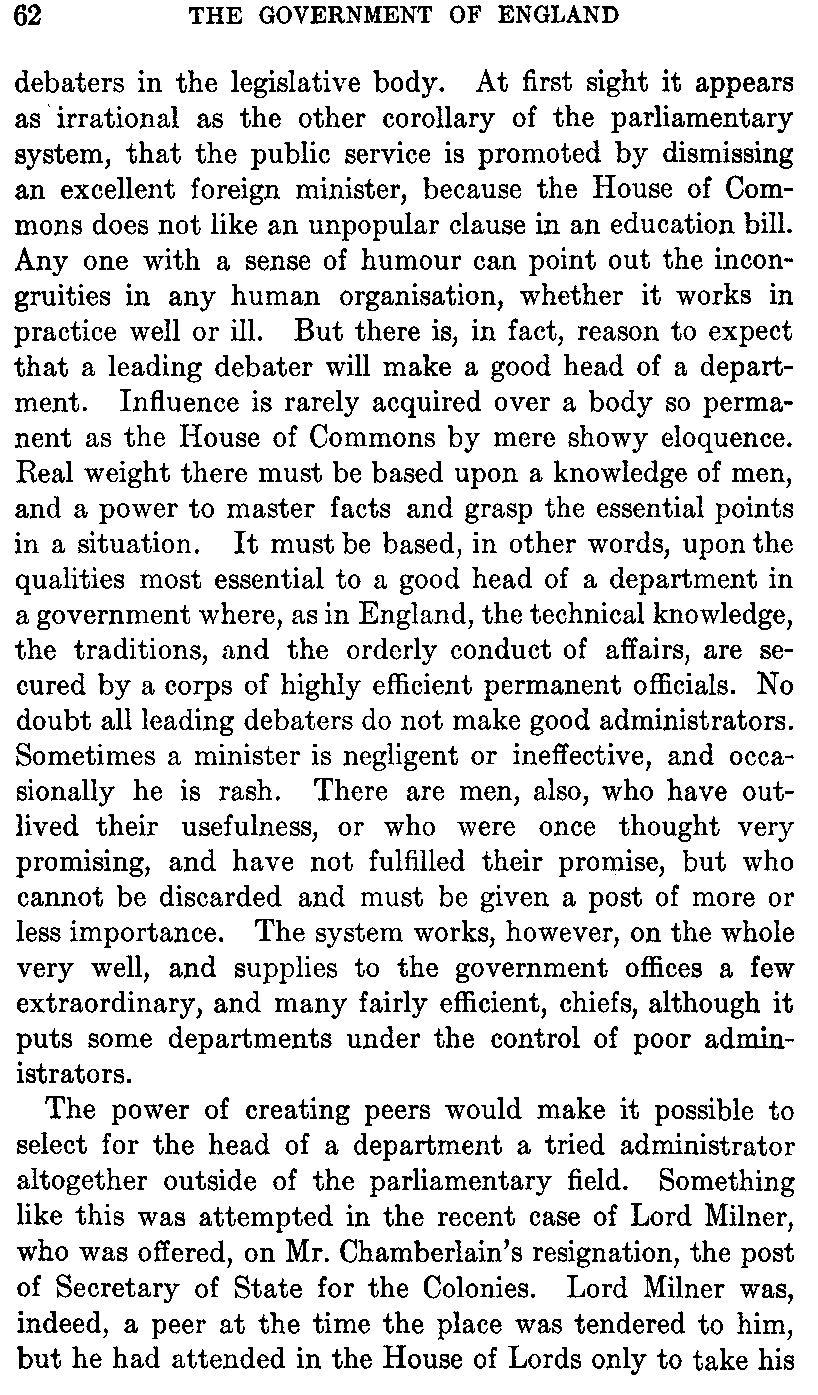 62 THE GOVERNMENT OF ENGLAND
debaters in the legislative body. At first sight it appears
as irrational as the other corollary of the parliamentary
system, that the public service is promoted by dismissing
an excellent foreign minister, because the House of Com-
mons does not like an unpopular clause in an education bill.
Any one with a sense of humour can point out the incon-
gruities in any human organisation, whether it works in
practice well or ill. But there is, in fact, reason to expect
that a leading debater will make a good head of a depart-
ment. Influence is rarely acquired over a body so perma-
nent as the House of Commons by mere showy eloquence.
Real weight there must be based upon a knowledge of men,
and a power to master facts and grasp the essential points
in a situation. It must be based, in other words, upon the
qualities most essential to a good head of a department in
a government where, as in England, the technical knowledge,
the traditions, and the orderly conduct of affairs, are se-
cured by a corps of highly efficient permanent officials. No
doubt all leading debaters do not make good administrators.
Sometimes a minister is negligent or ineffective, and occa-
sionally he is rash. There are men, also, who have out-
lived their usefulness, or who were once thought very
promising, and have not fulfilled their promise, but who
cannot be discarded and must be given a post of more or
less importance. The system works, however, on the whole
very well, and supplies to the government offices a few
extraordinary, and many fairly efficient, chiefs, although it
puts some departments under the control of poor admin-
istrators.
The power of creating peers would make it possible to
select for the head of a department a tried administrator
altogether outside of the parliamentary field. Something
like this was attempted in the recent case of Lord Milner,
who was offered, on Mr. Chamberlain's resignation, the post
of Secretary of State for the Colonies. Lord Milner was,
indeed, a peer at the time the place was tendered to him,
but he had attended in the House of Lords only to take his